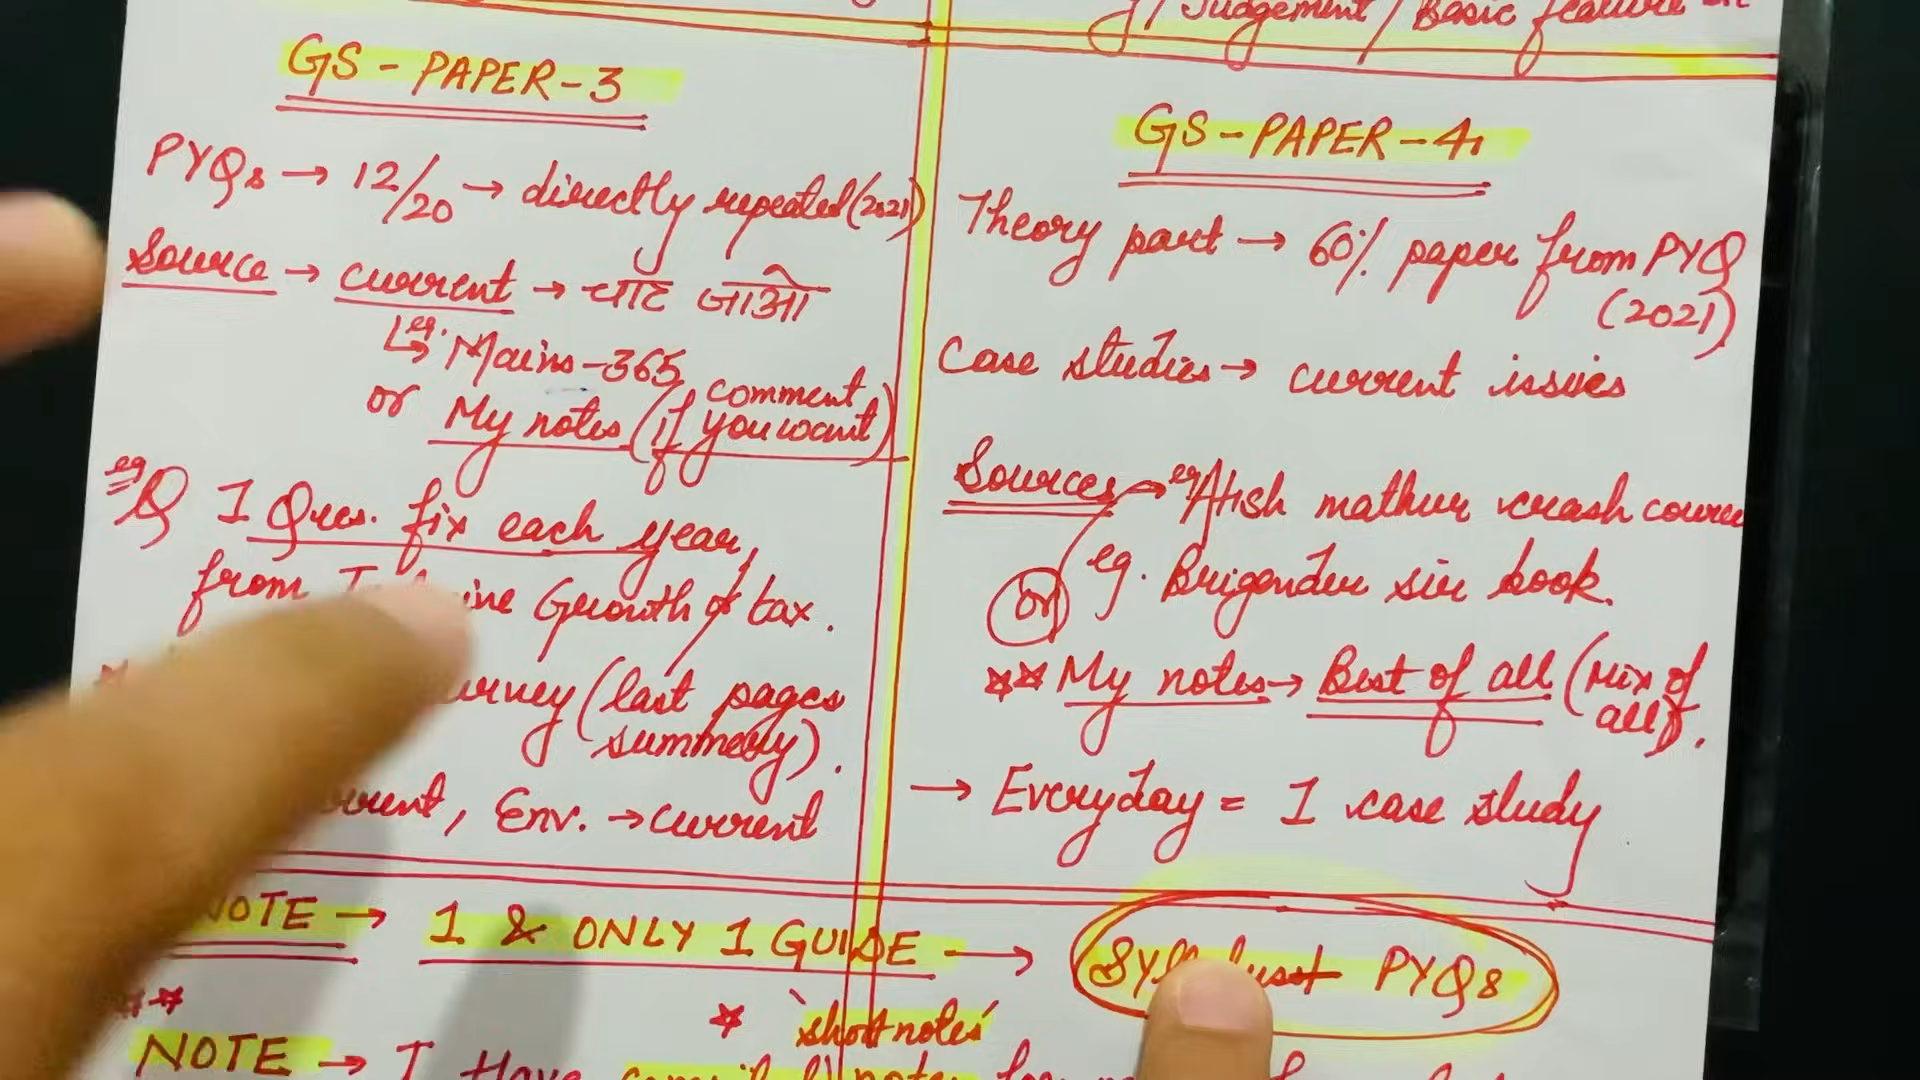 Judgement / Basic feature
GS - PAPER - 3
PYQs → 12/20 → directly repeated (2021)
Source → current → चाट जाओ
eg. Mains - 365
or My notes (if you want)
comment
eg Q 1 Ques. fix each year,
from Growth & tax.
(last pages
summary).
, Env. → current
GS - PAPER - 4
Theory part → 60% paper from PYQ
(2021)
Case studies → current issues
Sources → eg Atish mathur crash course
or eg. Brigender sir book.
My notes → Best of all (Mix of
all).
→ Everyday = 1 case study
NOTE → 1 & ONLY 1 GUIDE → PYQs
'short notes'
NOTE → I Have